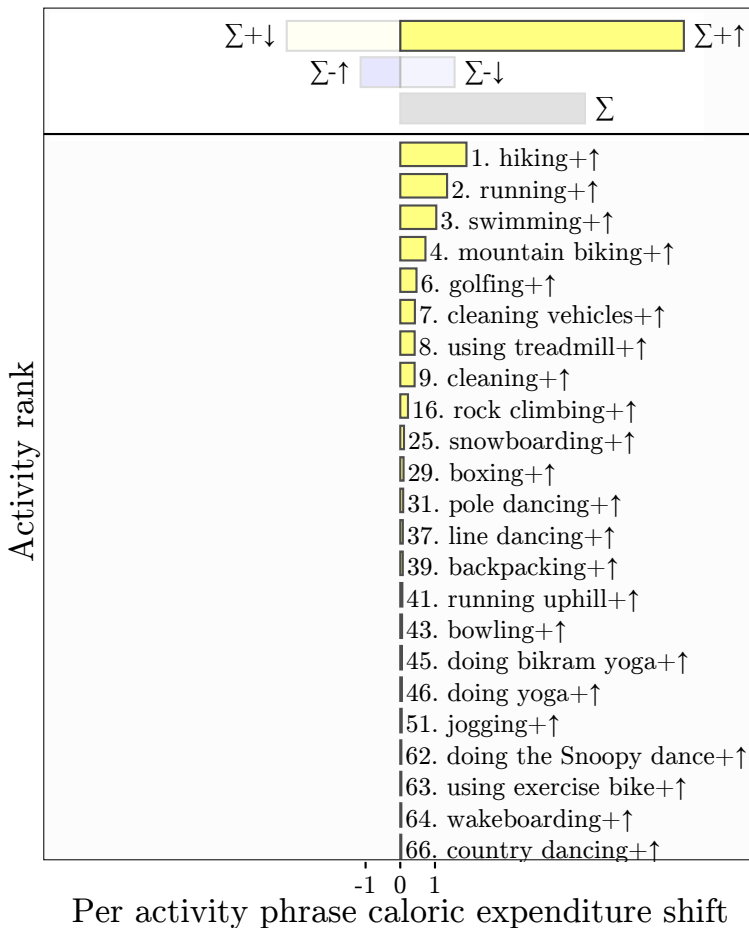 ∑+↓ ∑+↑
∑-↑ ∑-↓
∑
1. hiking+↑
2. running+↑
3. swimming+↑
4. mountain biking+↑
6. golfing+↑
7. cleaning vehicles+↑
8. using treadmill+↑
9. cleaning+↑
16. rock climbing+↑
25. snowboarding+↑
29. boxing+↑
31. pole dancing+↑
37. line dancing+↑
39. backpacking+↑
41. running uphill+↑
43. bowling+↑
45. doing bikram yoga+↑
46. doing yoga+↑
51. jogging+↑
62. doing the Snoopy dance+↑
63. using exercise bike+↑
64. wakeboarding+↑
66. country dancing+↑
Activity rank
-1 0 1
Per activity phrase caloric expenditure shift